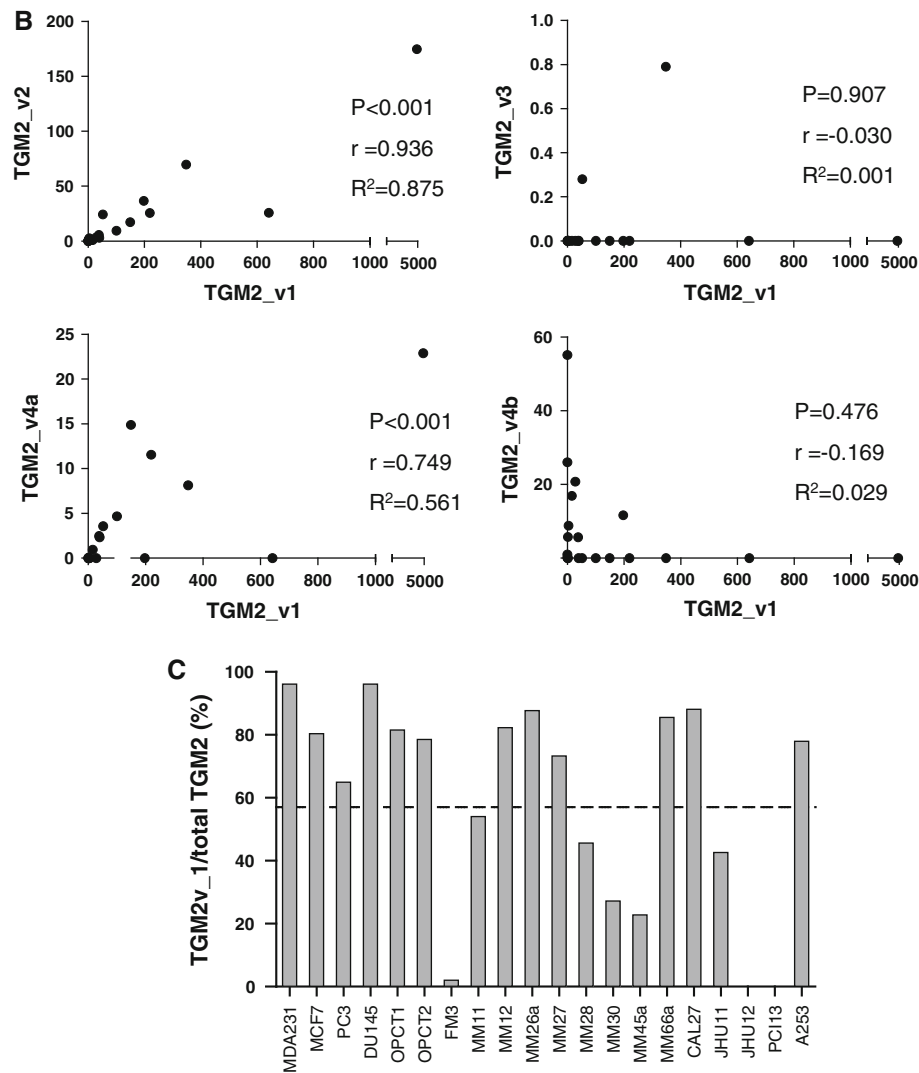 B
200
150
100
50
0
TGM2_v2
P<0.001
r =0.936
R²=0.875
0 200 400 600 800 1000 5000
TGM2_v1
1.0
0.8
0.6
0.4
0.2
0.0
TGM2_v3
P=0.907
r=-0.030
R²=0.001
0 200 400 600 800 1000 5000
TGM2_v1
25
20
15
10
5
0
TGM2_v4a
P<0.001
r =0.749
R²=0.561
0 200 400 600 800 1000 5000
TGM2_v1
60
40
20
TGM2_v4b
P=0.476
r=-0.169
R²=0.029
0 200 400 600 800 1000 5000
TGM2_v1
C
100
80
60
40
20
0
TGM2v_1/total TGM2 (%)
MDA231
MCF7
PC3
DU145
OPCT1
OPCT2
FM3
MM11
MM12
MM26a
MM27
MM28
MM30
MM45a
MM66a
CAL27
JHU11
JHU12
PCI13
A253